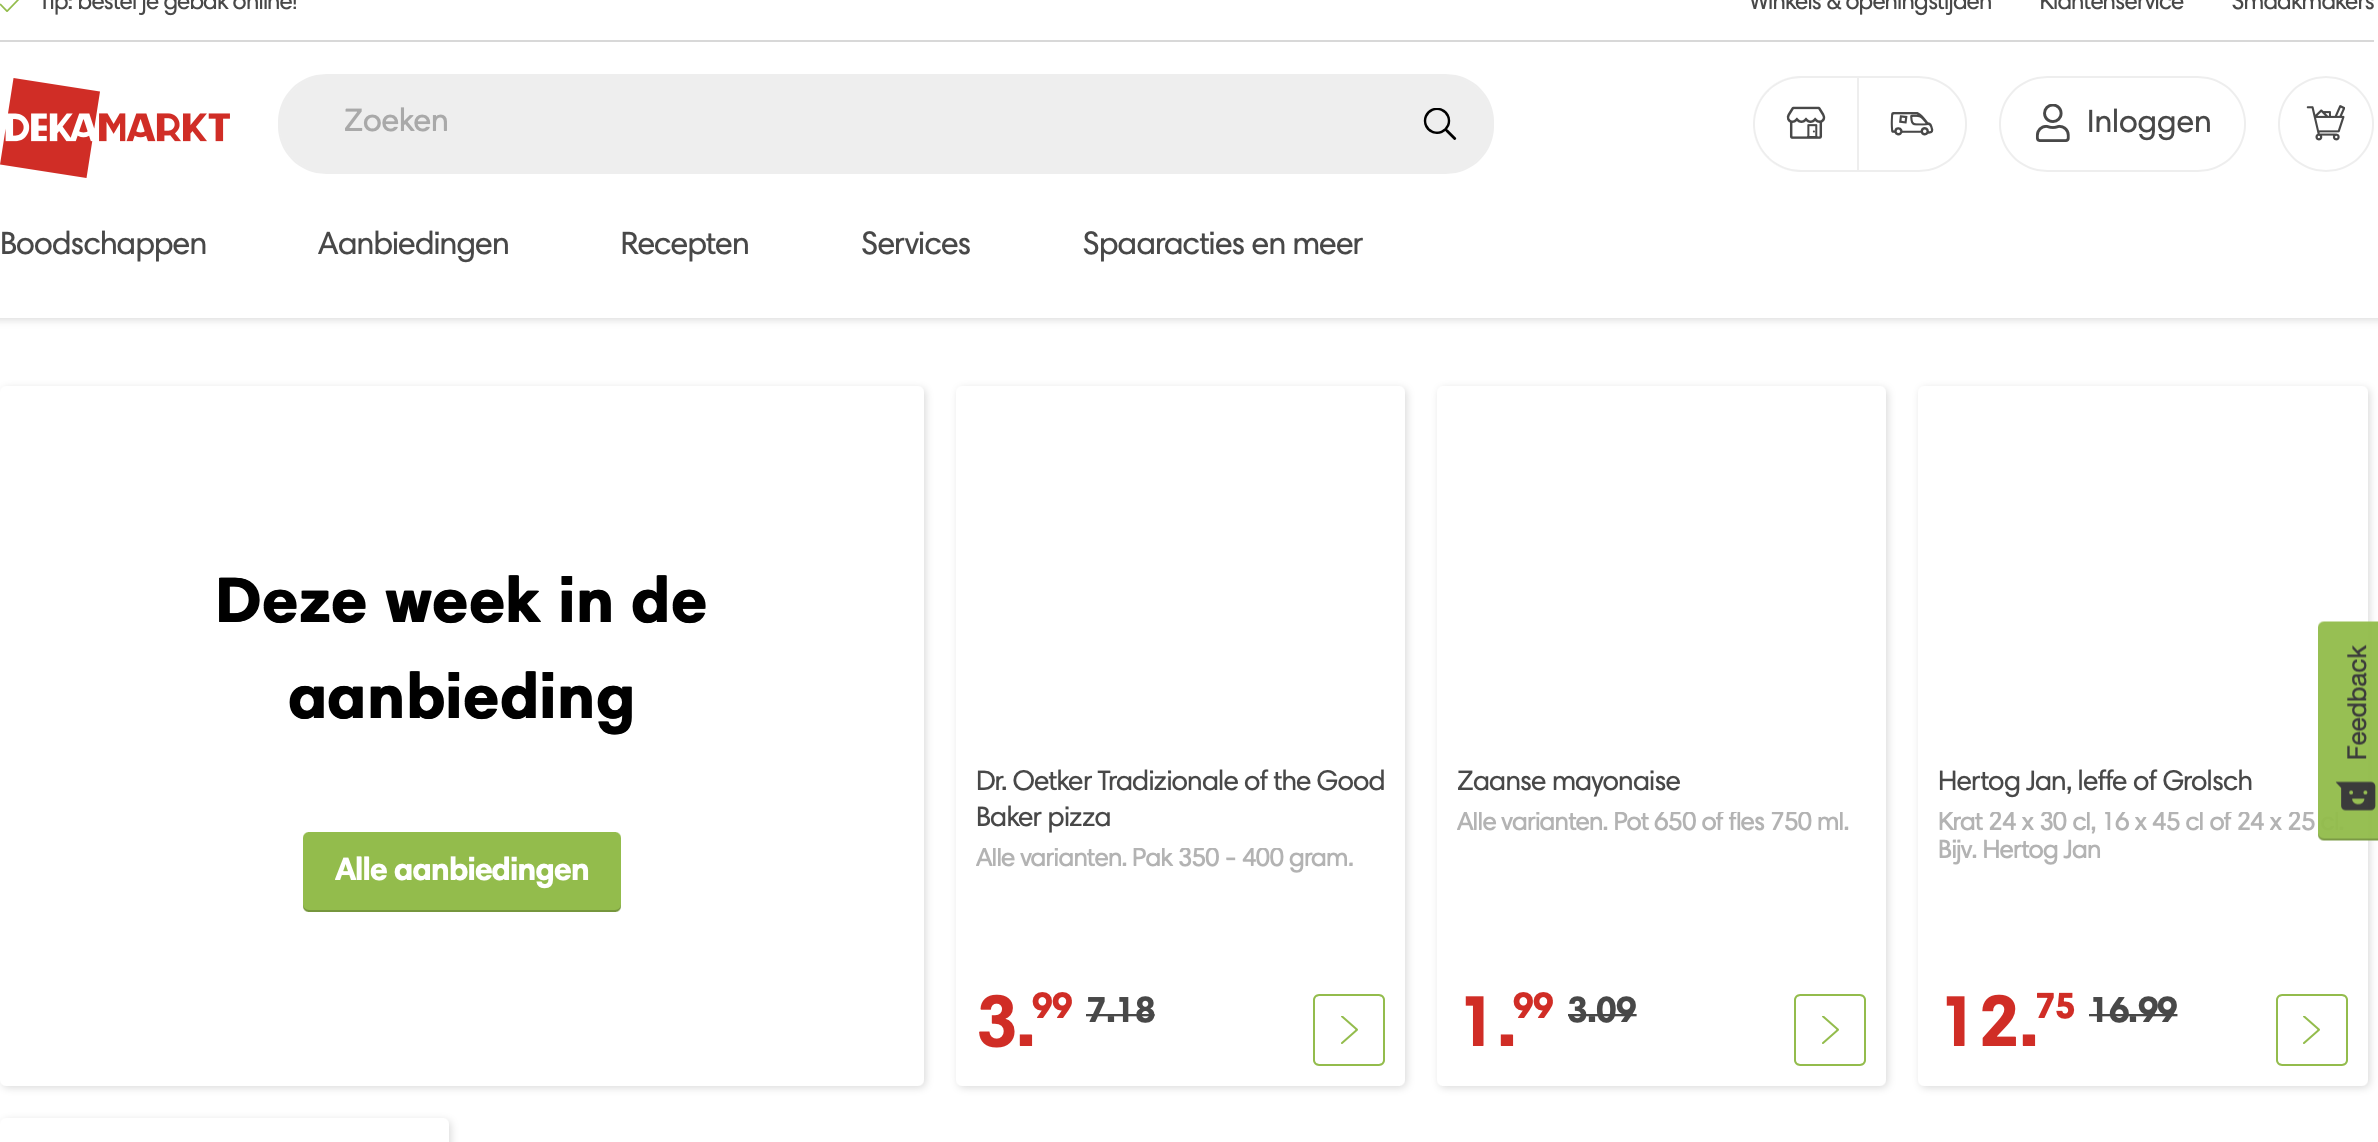 Tip: bestel je gebak online!
Winkels & openingstijden
Klantenservice
Smaakmakers
DEKAMARKT
Zoeken
Inloggen
Boodschappen
Aanbiedingen
Recepten
Services
Spaaracties en meer
Deze week in de
aanbieding
Alle aanbiedingen
Dr. Oetker Tradizionale of the Good
Baker pizza
Alle varianten. Pak 350 - 400 gram.
3.99 7.18
Zaanse mayonaise
Alle varianten. Pot 650 of fles 750 ml.
1.99 3.09
Hertog Jan, leffe of Grolsch
Krat 24 x 30 cl, 16 x 45 cl of 24 x 25
Bijv. Hertog Jan
12.75 16.99
Feedback